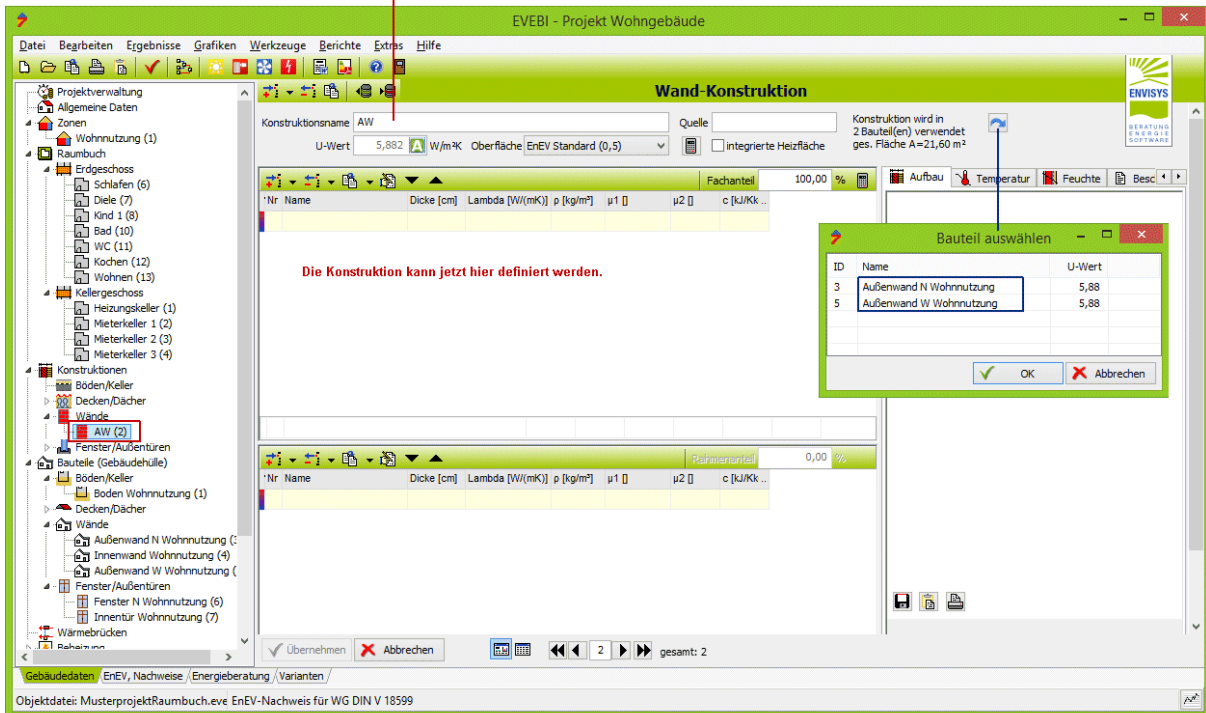 EVEBI - Projekt Wohngebäude
Datei Bearbeiten Ergebnisse Grafiken Werkzeuge Berichte Extras Hilfe
Projektverwaltung
Allgemeine Daten
Zonen
Wohnnutzung (1)
Raumbuch
Erdgeschoss
Schlafen (6)
Diele (7)
Kind 1 (8)
Bad (10)
WC (11)
Kochen (12)
Wohnen (13)
Kellergeschoss
Heizungskeller (1)
Mieterkeller 1 (2)
Mieterkeller 2 (3)
Mieterkeller 3 (4)
Konstruktionen
Böden/Keller
Decken/Dächer
Wände
AW (2)
Fenster/Außentüren
Bauteile (Gebäudehülle)
Böden/Keller
Boden Wohnnutzung (1)
Decken/Dächer
Wände
Außenwand N Wohnnutzung (3
Innenwand Wohnnutzung (4)
Außenwand W Wohnnutzung (
Fenster/Außentüren
Fenster N Wohnnutzung (6)
Innentür Wohnnutzung (7)
Wärmebrücken
Beheizung
Wand-Konstruktion
ENVISYS
BERATUNG
ENERGIE
SOFTWARE
Konstruktionsname AW Quelle
U-Wert 5,882 W/m²K Oberfläche EnEV Standard (0,5) integrierte Heizfläche
Konstruktion wird in
2 Bauteil(en) verwendet
ges. Fläche A=21,60 m²
Fachanteil 100,00 %
Nr Name Dicke [cm] Lambda [W/(mK)] ρ [kg/m³] µ1 [] µ2 [] c [kJ/Kk ..
Die Konstruktion kann jetzt hier definiert werden.
Rahmenanteil 0,00 %
Nr Name Dicke [cm] Lambda [W/(mK)] ρ [kg/m³] µ1 [] µ2 [] c [kJ/Kk ..
Aufbau Temperatur Feuchte Besc
Bauteil auswählen
ID Name U-Wert
3 Außenwand N Wohnnutzung 5,88
5 Außenwand W Wohnnutzung 5,88
OK Abbrechen
Übernehmen Abbrechen 2 gesamt: 2
Gebäudedaten EnEV, Nachweise Energieberatung Varianten
Objektdatei: MusterprojektRaumbuch.eve EnEV-Nachweis für WG DIN V 18599